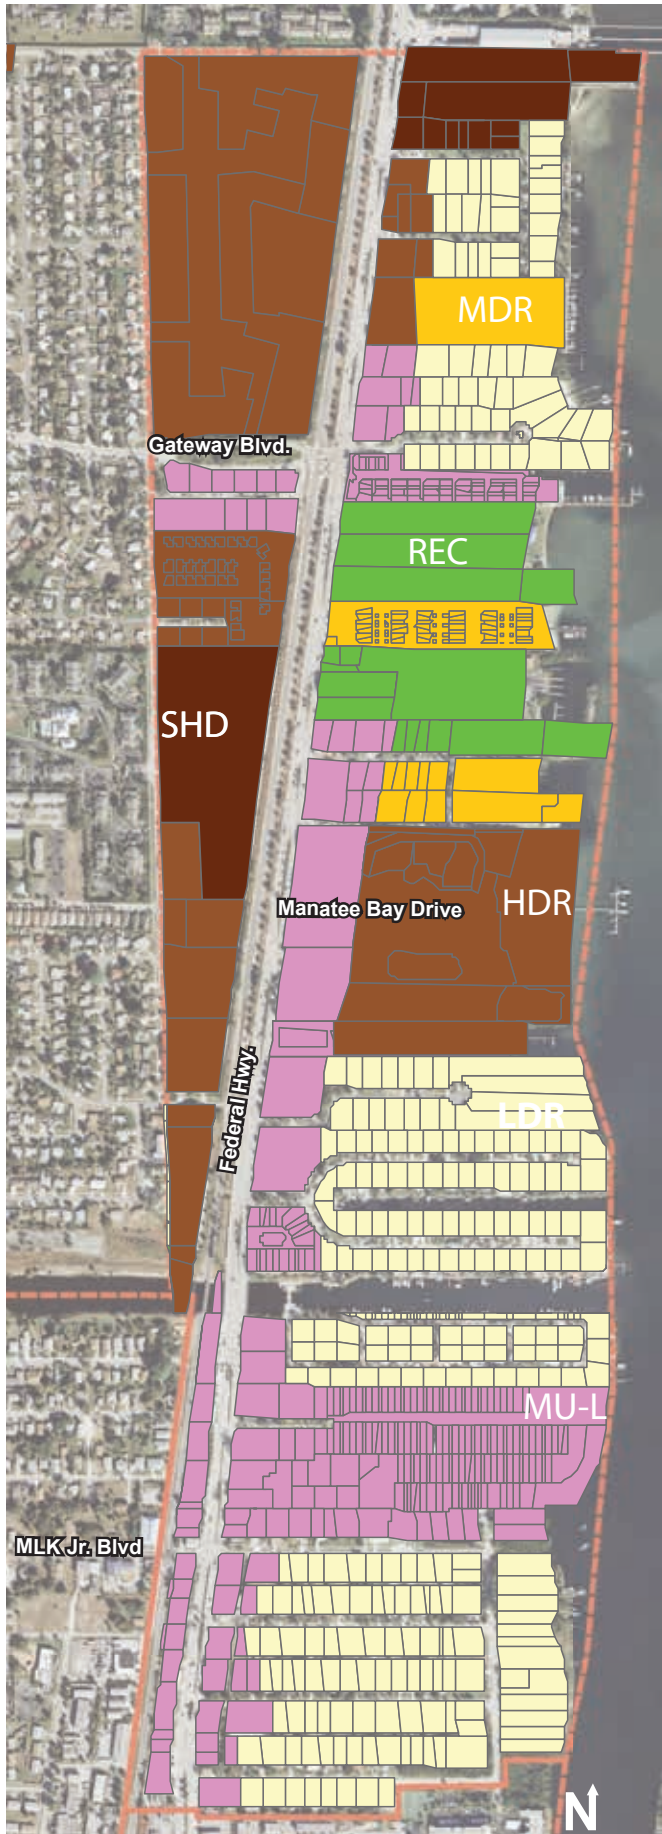 MDR
Gateway Blvd.
REC
SHD
HDR
Manatee Bay Drive
Federal Hwy.
LDR
MU-L
MLK Jr. Blvd
N